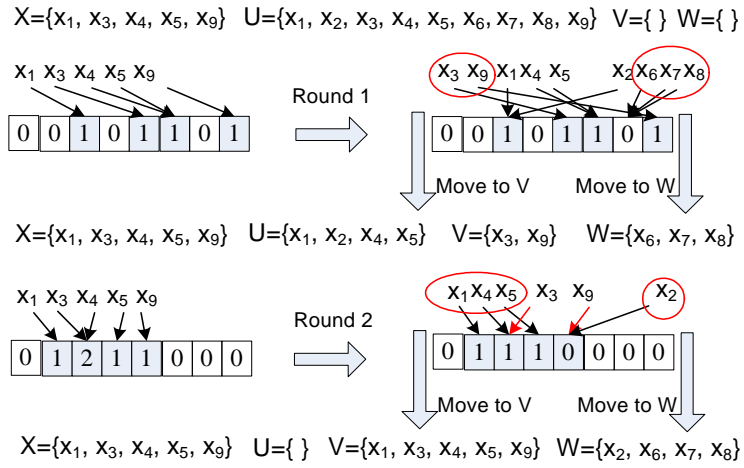 X={x₁, x₃, x₄, x₅, x₉} U={x₁, x₂, x₃, x₄, x₅, x₆, x₇, x₈, x₉} V={ } W={ }
x₁ x₃ x₄ x₅ x₉
Round 1
x₃ x₉ x₁ x₄ x₅ x₂ x₆ x₇ x₈
0 0 1 0 1 1 0 1
0 0 1 0 1 1 0 1
Move to V
Move to W
X={x₁, x₃, x₄, x₅, x₉} U={x₁, x₂, x₄, x₅} V={x₃, x₉} W={x₆, x₇, x₈}
x₁ x₃ x₄ x₅ x₉
Round 2
x₁ x₄ x₅ x₃ x₉ x₂
0 1 2 1 1 0 0 0
0 1 1 1 0 0 0 0
Move to V
Move to W
X={x₁, x₃, x₄, x₅, x₉} U={ } V={x₁, x₃, x₄, x₅, x₉} W={x₂, x₆, x₇, x₈}